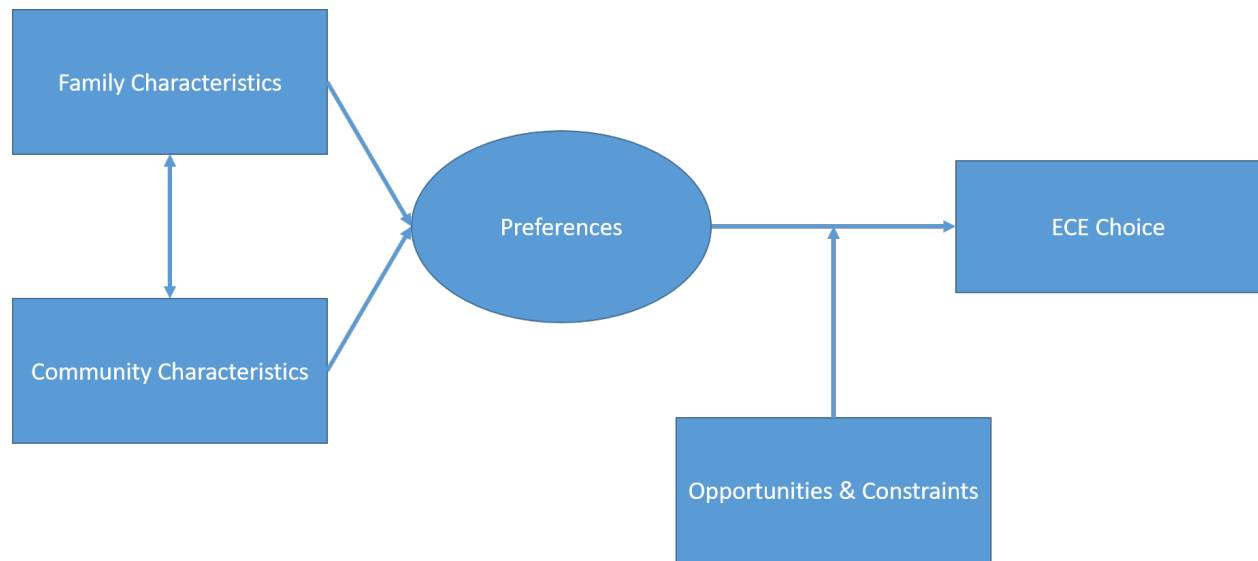 Family Characteristics
Preferences
ECE Choice
Community Characteristics
Opportunities & Constraints